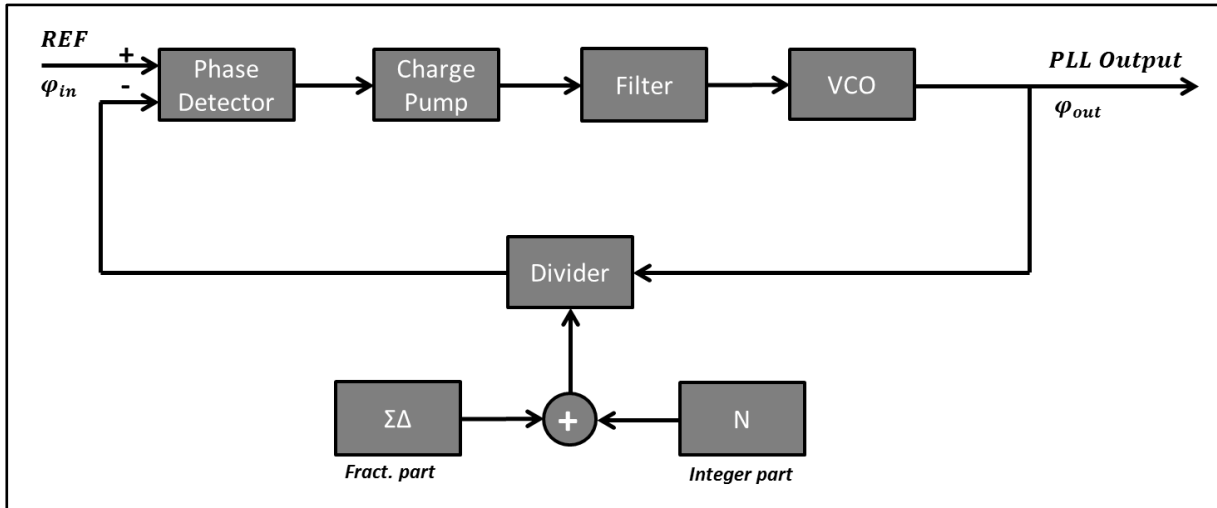 REF
φin
+
-
Phase
Detector
Charge
Pump
Filter
VCO
PLL Output
φout
Divider
ΣΔ
+
N
Fract. part
Integer part